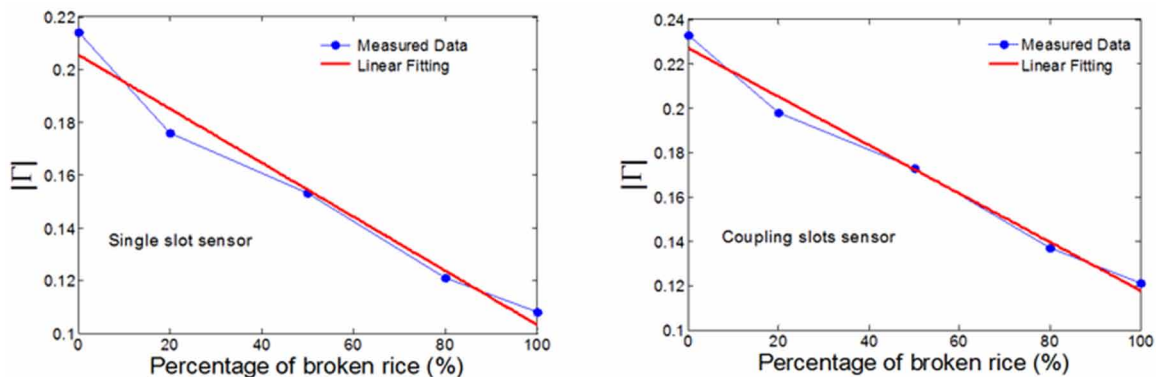 0.22
0.2
0.18
0.16
0.14
0.12
0.1
|Γ|
Measured Data
Linear Fitting
Single slot sensor
0 20 40 60 80 100
Percentage of broken rice (%)
0.24
0.22
0.2
0.18
0.16
0.14
0.12
0.1
|Γ|
Measured Data
Linear Fitting
Coupling slots sensor
0 20 40 60 80 100
Percentage of broken rice (%)